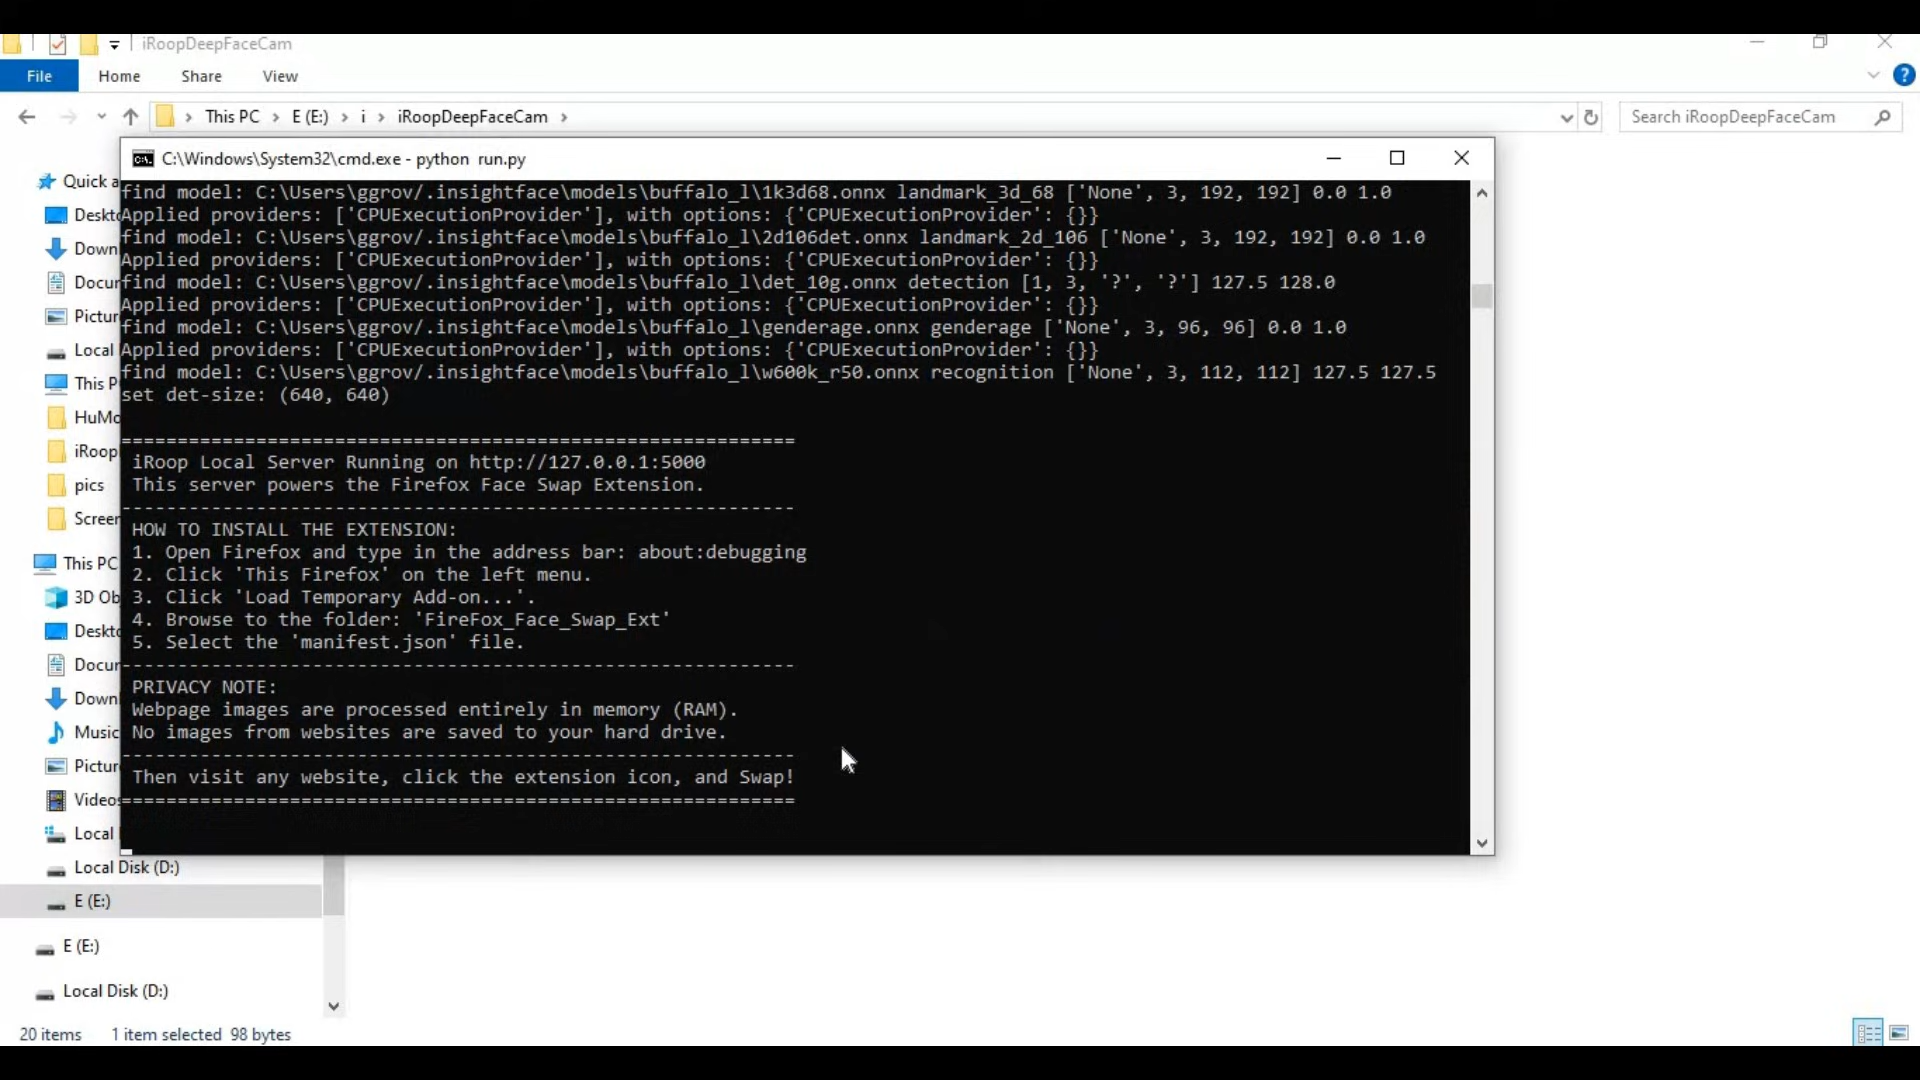 iRoopDeepFaceCam
File Home Share View
This PC E (E:) i iRoopDeepFaceCam Search iRoopDeepFaceCam
C:\Windows\System32\cmd.exe - python run.py
find model: C:\Users\ggrov/.insightface\models\buffalo_l\1k3d68.onnx landmark_3d_68 ['None', 3, 192, 192] 0.0 1.0
Applied providers: ['CPUExecutionProvider'], with options: {'CPUExecutionProvider': {}}
find model: C:\Users\ggrov/.insightface\models\buffalo_l\2d106det.onnx landmark_2d_106 ['None', 3, 192, 192] 0.0 1.0
Applied providers: ['CPUExecutionProvider'], with options: {'CPUExecutionProvider': {}}
find model: C:\Users\ggrov/.insightface\models\buffalo_l\det_10g.onnx detection [1, 3, '?', '?'] 127.5 128.0
Applied providers: ['CPUExecutionProvider'], with options: {'CPUExecutionProvider': {}}
find model: C:\Users\ggrov/.insightface\models\buffalo_l\genderage.onnx genderage ['None', 3, 96, 96] 0.0 1.0
Applied providers: ['CPUExecutionProvider'], with options: {'CPUExecutionProvider': {}}
find model: C:\Users\ggrov/.insightface\models\buffalo_l\w600k_r50.onnx recognition ['None', 3, 112, 112] 127.5 127.5
set det-size: (640, 640)
============================================================
iRoop Local Server Running on http://127.0.0.1:5000
This server powers the Firefox Face Swap Extension.
------------------------------------------------------------
HOW TO INSTALL THE EXTENSION:
1. Open Firefox and type in the address bar: about:debugging
2. Click 'This Firefox' on the left menu.
3. Click 'Load Temporary Add-on...'.
4. Browse to the folder: 'FireFox_Face_Swap_Ext'
5. Select the 'manifest.json' file.
------------------------------------------------------------
PRIVACY NOTE:
Webpage images are processed entirely in memory (RAM).
No images from websites are saved to your hard drive.
------------------------------------------------------------
Then visit any website, click the extension icon, and Swap!
============================================================
Quick a
Deskto
Down
Docur
Pictur
Local
This P
HuMo
iRoop
pics
Screer
This PC
3D Ob
Deskto
Docur
Downl
Music
Pictur
Videos
Local
Local Disk (D:)
E (E:)
E (E:)
Local Disk (D:)
20 items 1 item selected 98 bytes